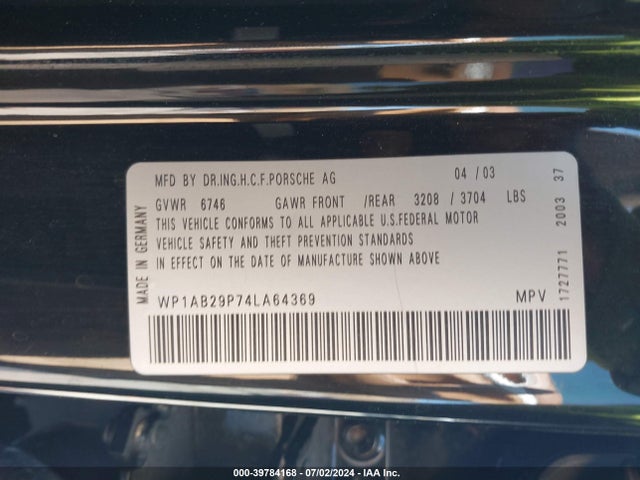 MFD BY DR.ING.H.C.F.PORSCHE AG 04 / 03
GVWR 6746 GAWR FRONT /REAR 3208 / 3704 LBS
THIS VEHICLE CONFORMS TO ALL APPLICABLE U.S.FEDERAL MOTOR
VEHICLE SAFETY AND THEFT PREVENTION STANDARDS
IN EFFECT ON THE DATE OF MANUFACTURE SHOWN ABOVE
WP1AB29P74LA64369 MPV
MADE IN GERMANY
1727771 2003 37
000-39784168 - 07/02/2024 - IAA Inc.